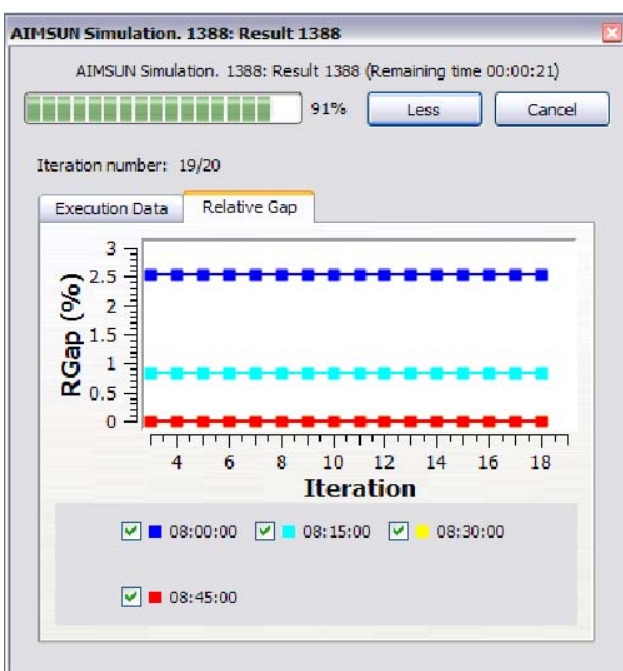 AIMSUN Simulation. 1388: Result 1388
AIMSUN Simulation. 1388: Result 1388 (Remaining time 00:00:21)
91%
Less
Cancel
Iteration number: 19/20
Execution Data
Relative Gap
RGap (%)
3
2.5
2
1.5
1
0.5
0
4 6 8 10 12 14 16 18
Iteration
08:00:00 08:15:00 08:30:00
08:45:00